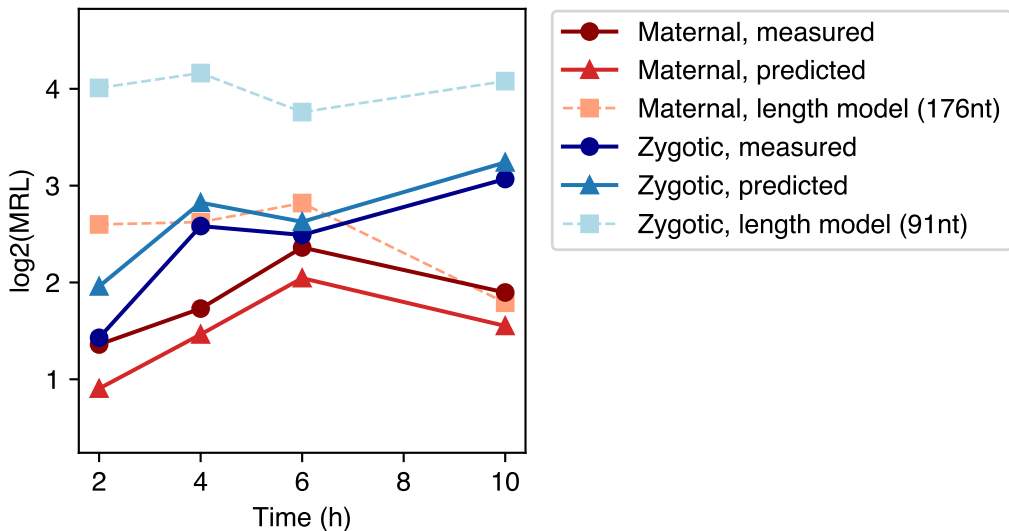 4
3
2
1
log2(MRL)
2
4
6
8
10
Time (h)
Maternal, measured
Maternal, predicted
Maternal, length model (176nt)
Zygotic, measured
Zygotic, predicted
Zygotic, length model (91nt)